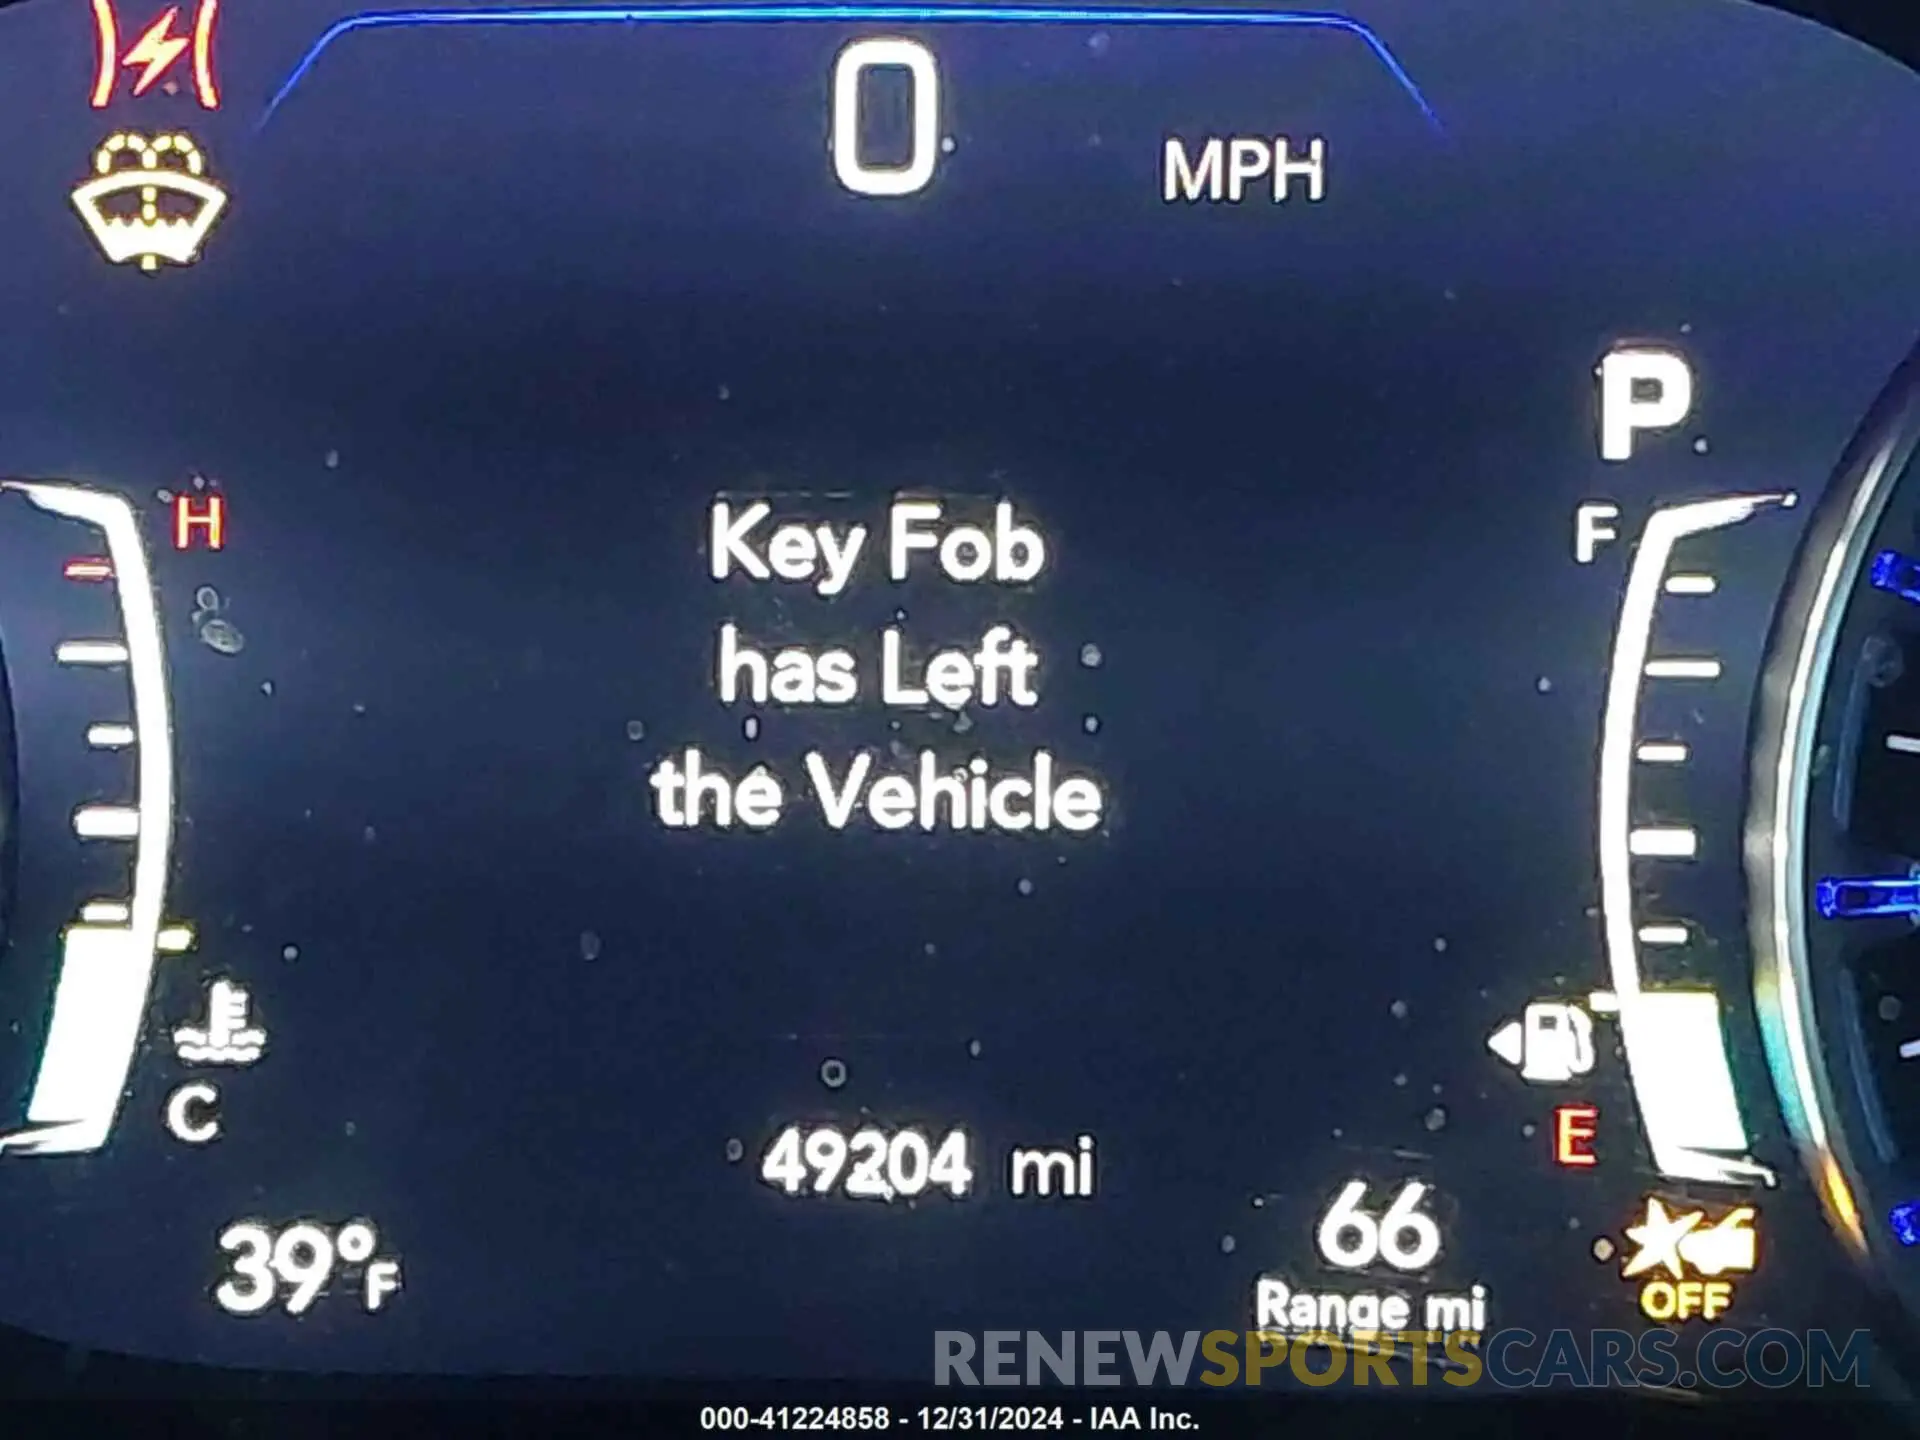 0
MPH
P
H
F
Key Fob
has Left
the Vehicle
C
E
49204 mi
39°F
66
Range mi
OFF
RENEWSPORTSCARS.COM
000-41224858 - 12/31/2024 - IAA Inc.